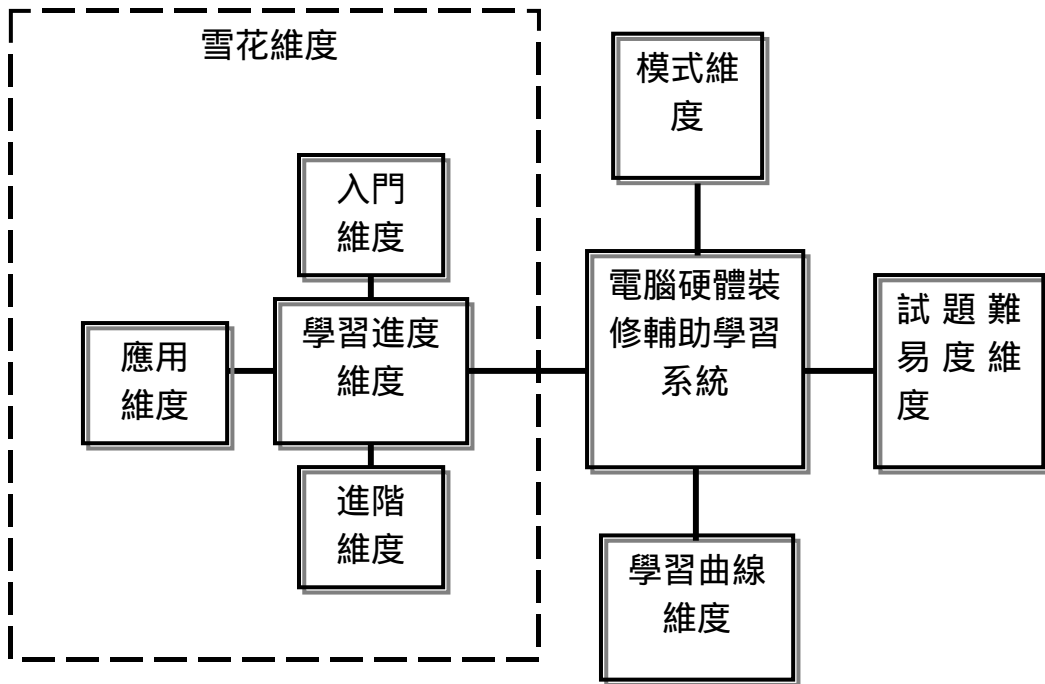 雪花維度
模式維
度
入門
維度
電腦硬體裝
修輔助學習
系統
試題難
易度維
度
學習進度
維度
應用
維度
進階
維度
學習曲線
維度